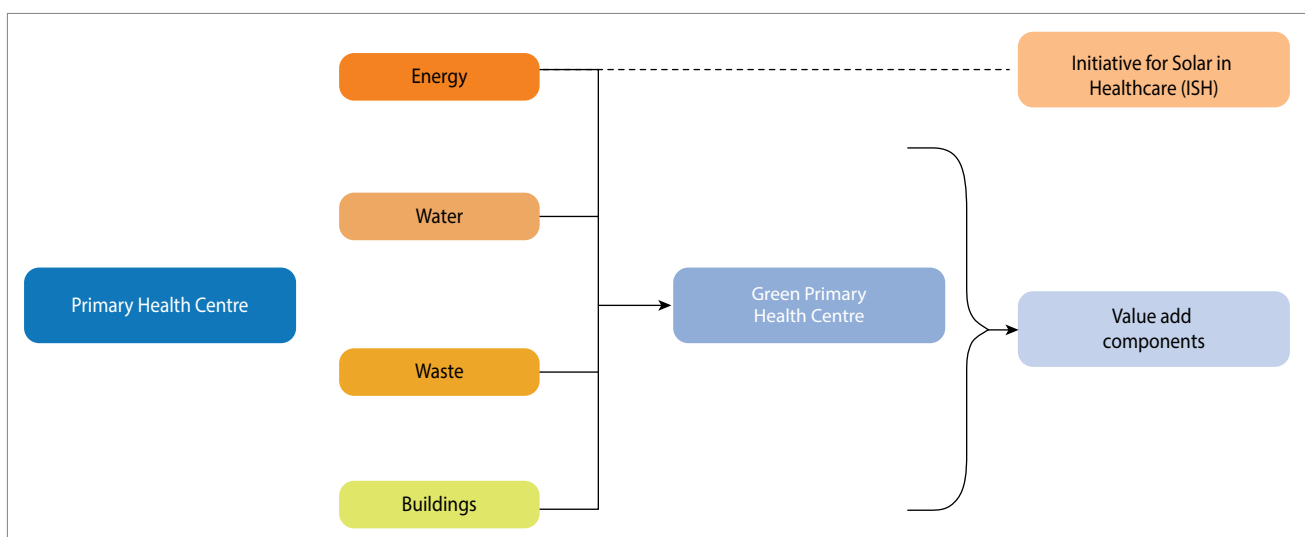 Energy
Initiative for Solar in
Healthcare (ISH)
Water
Primary Health Centre
Green Primary
Health Centre
Value add
components
Waste
Buildings